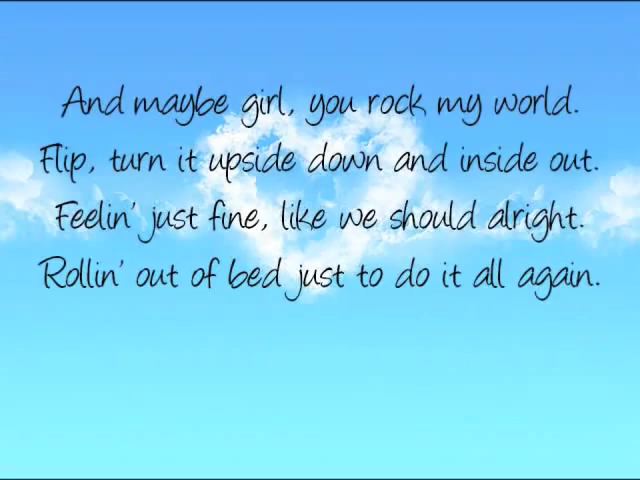 And maybe girl, you rock my world.
Flip, turn it upside down and inside out.
Feelin' just fine, like we should alright.
Rollin' out of bed just to do it all again.